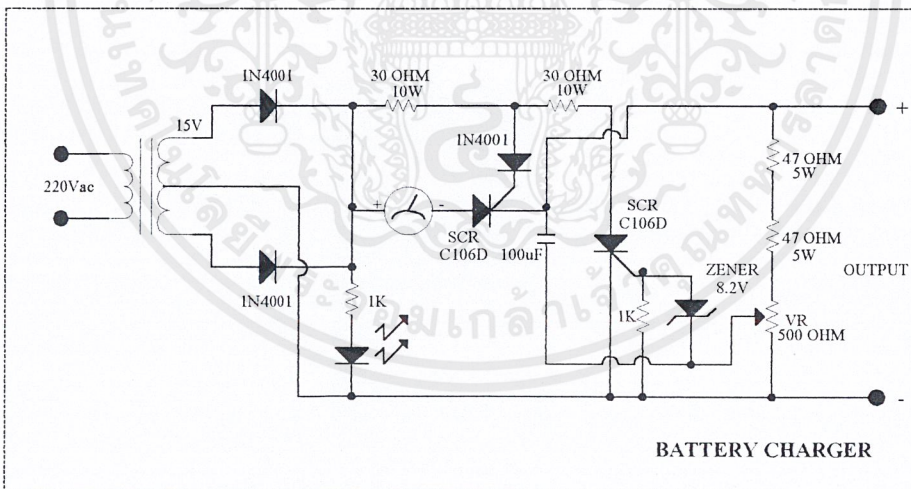 1N4001
30 OHM
10W
30 OHM
10W
15V
1N4001
47 OHM
5W
220Vac
+
+
-
SCR
C106D
SCR
C106D
100uF
47 OHM
5W
ZENER
8.2V
OUTPUT
1N4001
1K
1K
VR
500 OHM
-
BATTERY CHARGER